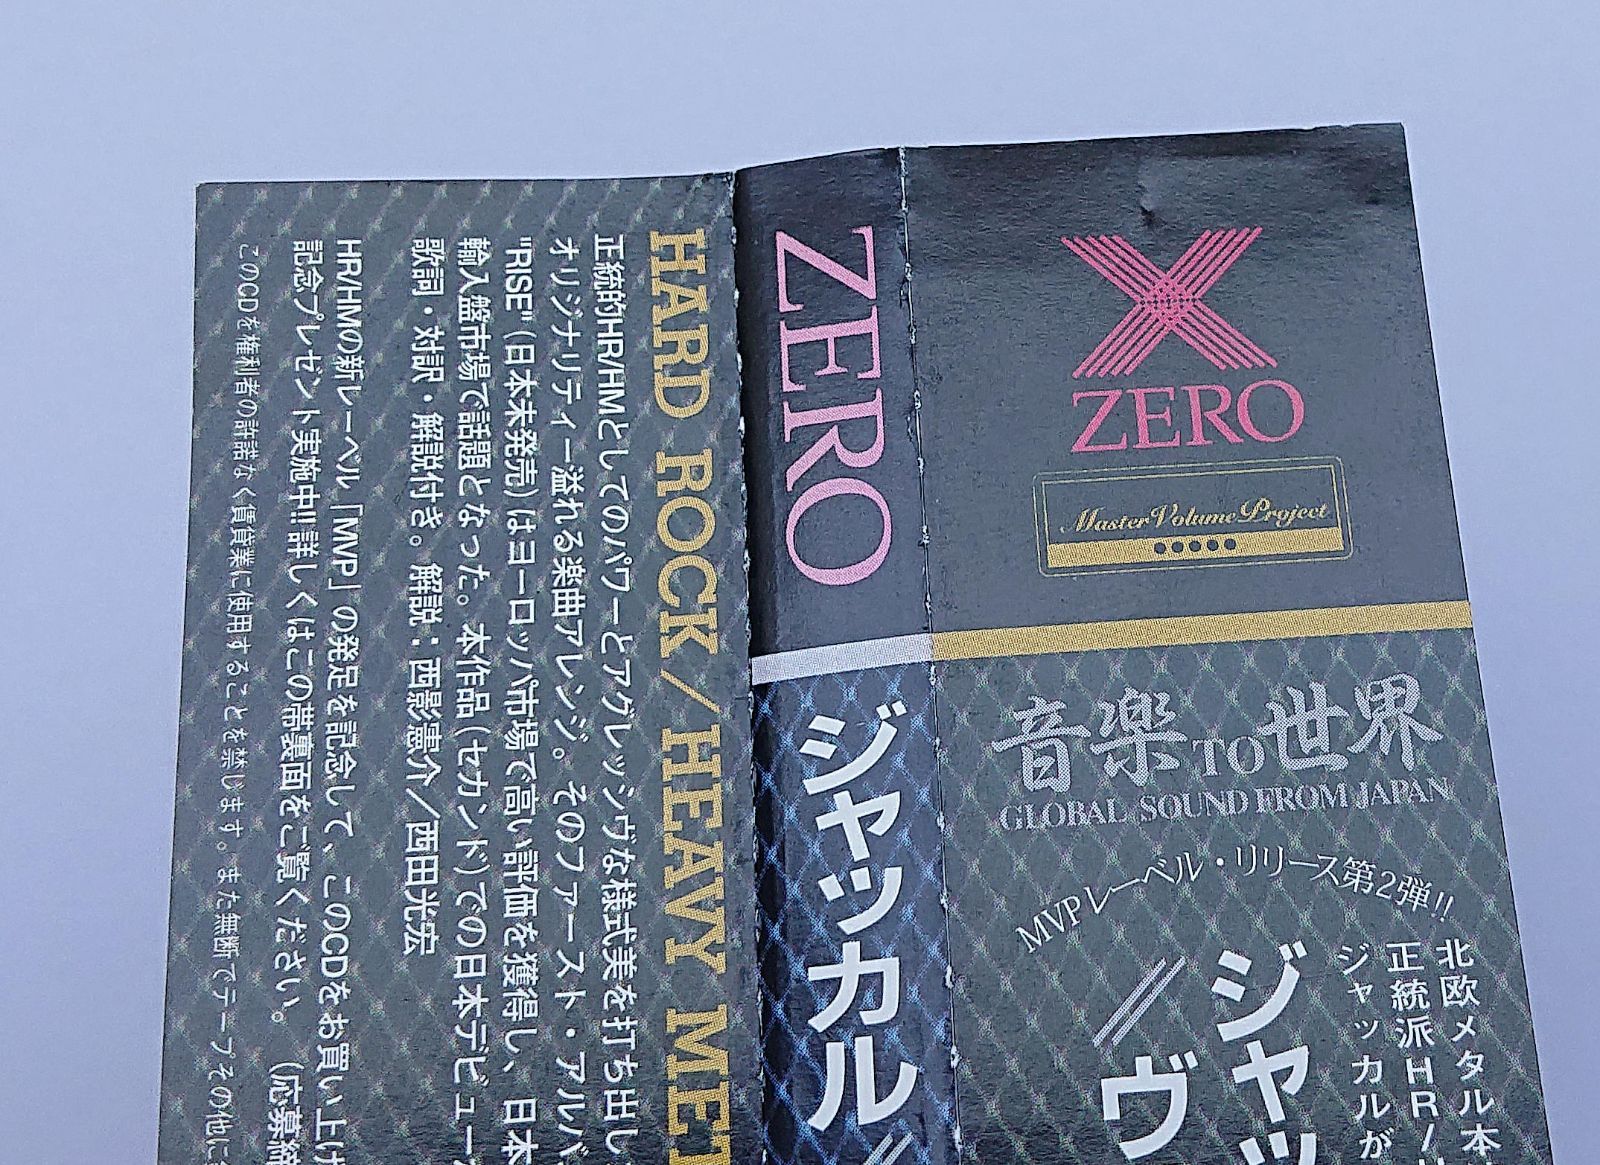 ZERO
Master Volume Project
音楽TO世界
GLOBAL SOUND FROM JAPAN
MVPレーベル・リリース第2弾!!
北欧メタル本
正統派HR/
ジャッカルが
ジャッ
//ヴ
ZERO
ジャッカル//
HARD ROCK/HEAVY MET
正統的HR/HMとしてのパワーとアグレッシヴな様式美を打ち出し
オリジナリティー溢れる楽曲アレンジ。そのファースト・アルバ
"RISE"(日本未発売)はヨーロッパ市場で高い評価を獲得し、日本
輸入盤市場で話題となった。本作品(セカンド)での日本デビュー
歌詞・対訳・解説付き。解説：西影憲介／西田光宏
HR/HMの新レーベル「MVP」の発足を記念して、このCDをお買い上げ
記念プレゼント実施中!!詳しくはこの帯裏面をご覧ください。(応募締
このCDを権利者の許諾なく賃貸業に使用することを禁じます。また無断でテープその他に